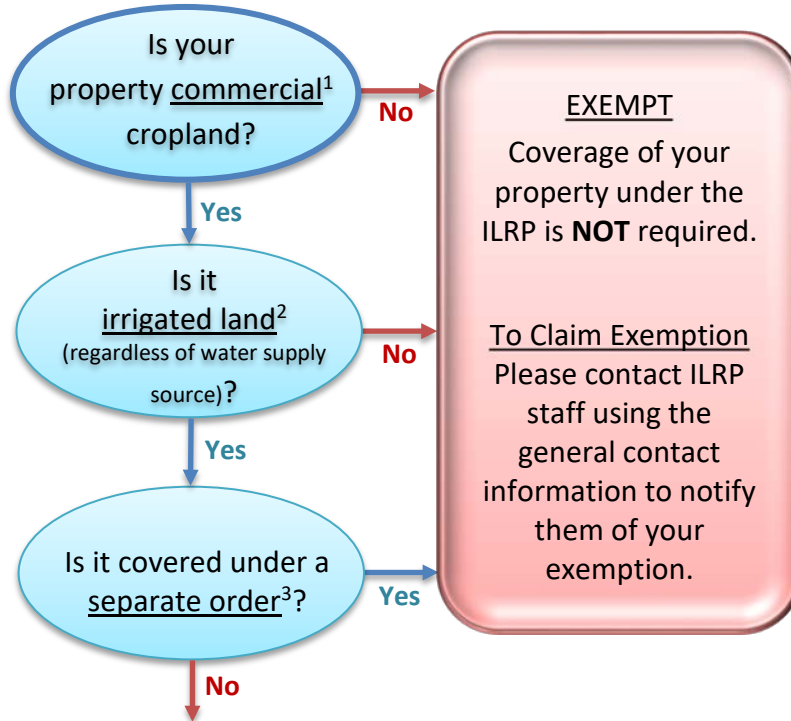 Is your
property commercial¹
cropland?
No
Yes
Is it
irrigated land²
(regardless of water supply
source)?
No
Yes
Is it covered under a
separate order³?
Yes
No
EXEMPT
Coverage of your
property under the
ILRP is NOT required.
To Claim Exemption
Please contact ILRP
staff using the
general contact
information to notify
them of your
exemption.